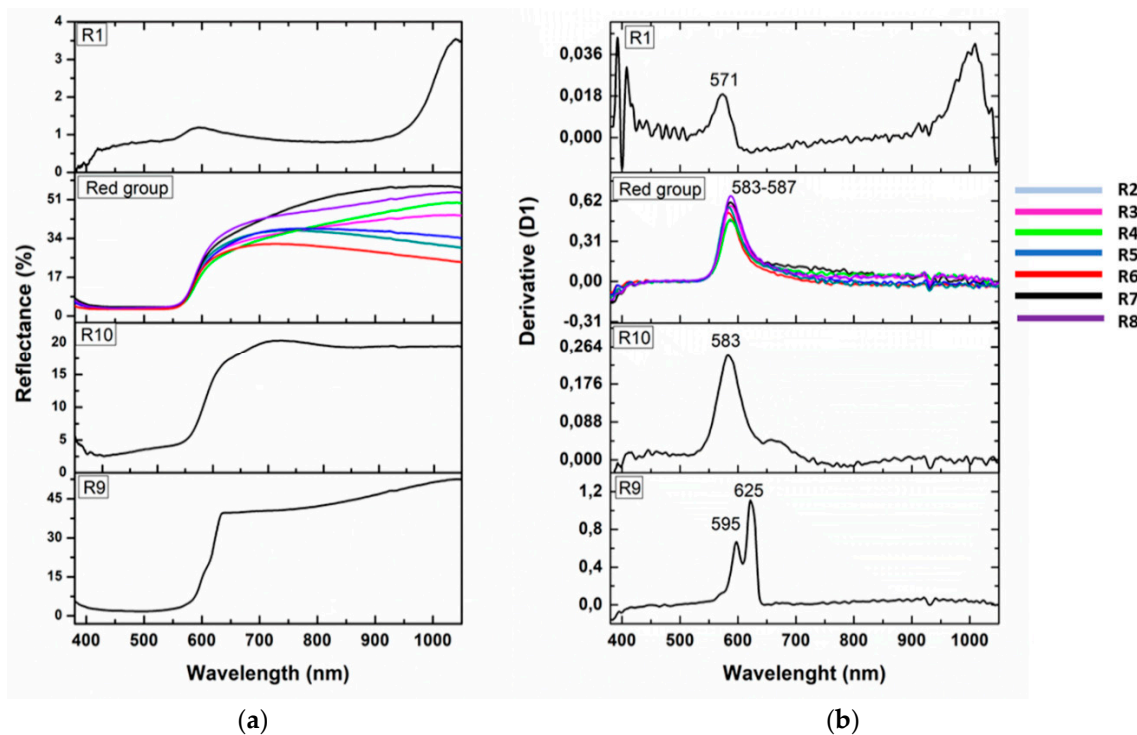 R1
4
3
2
1
0
Red group
51
34
17
0
R10
20
15
10
5
0
R9
45
30
15
0
400 500 600 700 800 900 1000
Wavelength (nm)
Reflectance (%)
(a)
R1
0,036
0,018
0,000
571
Red group
0,62
0,31
0,00
-0,31
583-587
R10
0,264
0,176
0,088
0,000
583
R9
1,2
0,8
0,4
0,0
595
625
400 500 600 700 800 900 1000
Wavelenght (nm)
Derivative (D1)
(b)
R2
R3
R4
R5
R6
R7
R8